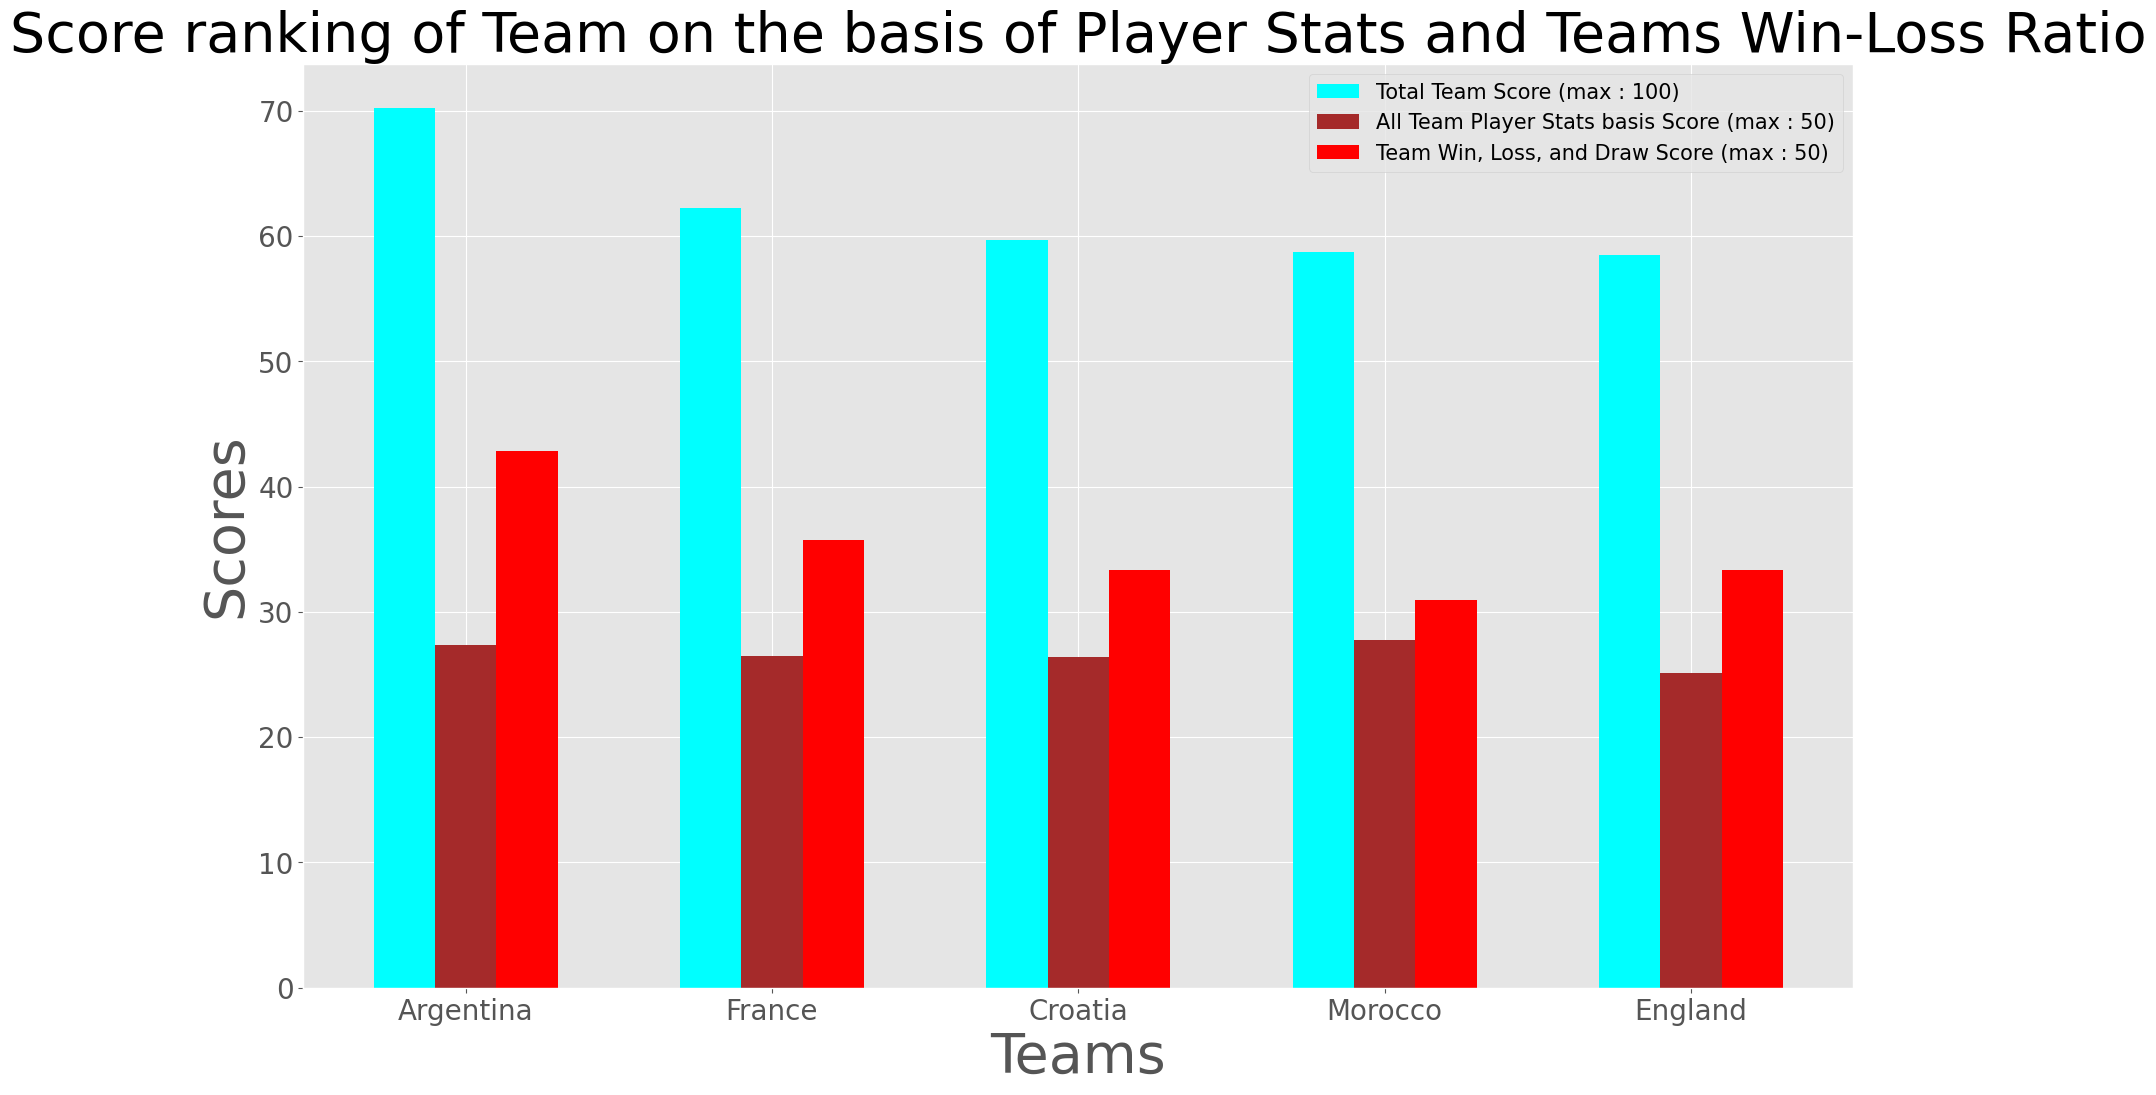 Score ranking of Team on the basis of Player Stats and Teams Win-Loss Ratio
Total Team Score (max : 100)
All Team Player Stats basis Score (max : 50)
Team Win, Loss, and Draw Score (max : 50)
70
60
50
40
30
20
10
0
Scores
Argentina France Croatia Morocco England
Teams